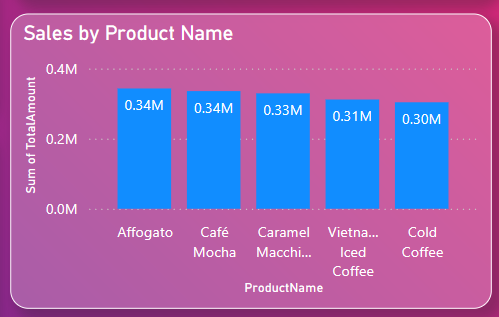 Sales by Product Name
Sum of TotalAmount
0.4M
0.2M
0.0M
0.34M
0.34M
0.33M
0.31M
0.30M
Affogato
Café
Mocha
Caramel
Macchi...
Vietna...
Iced
Coffee
Cold
Coffee
ProductName